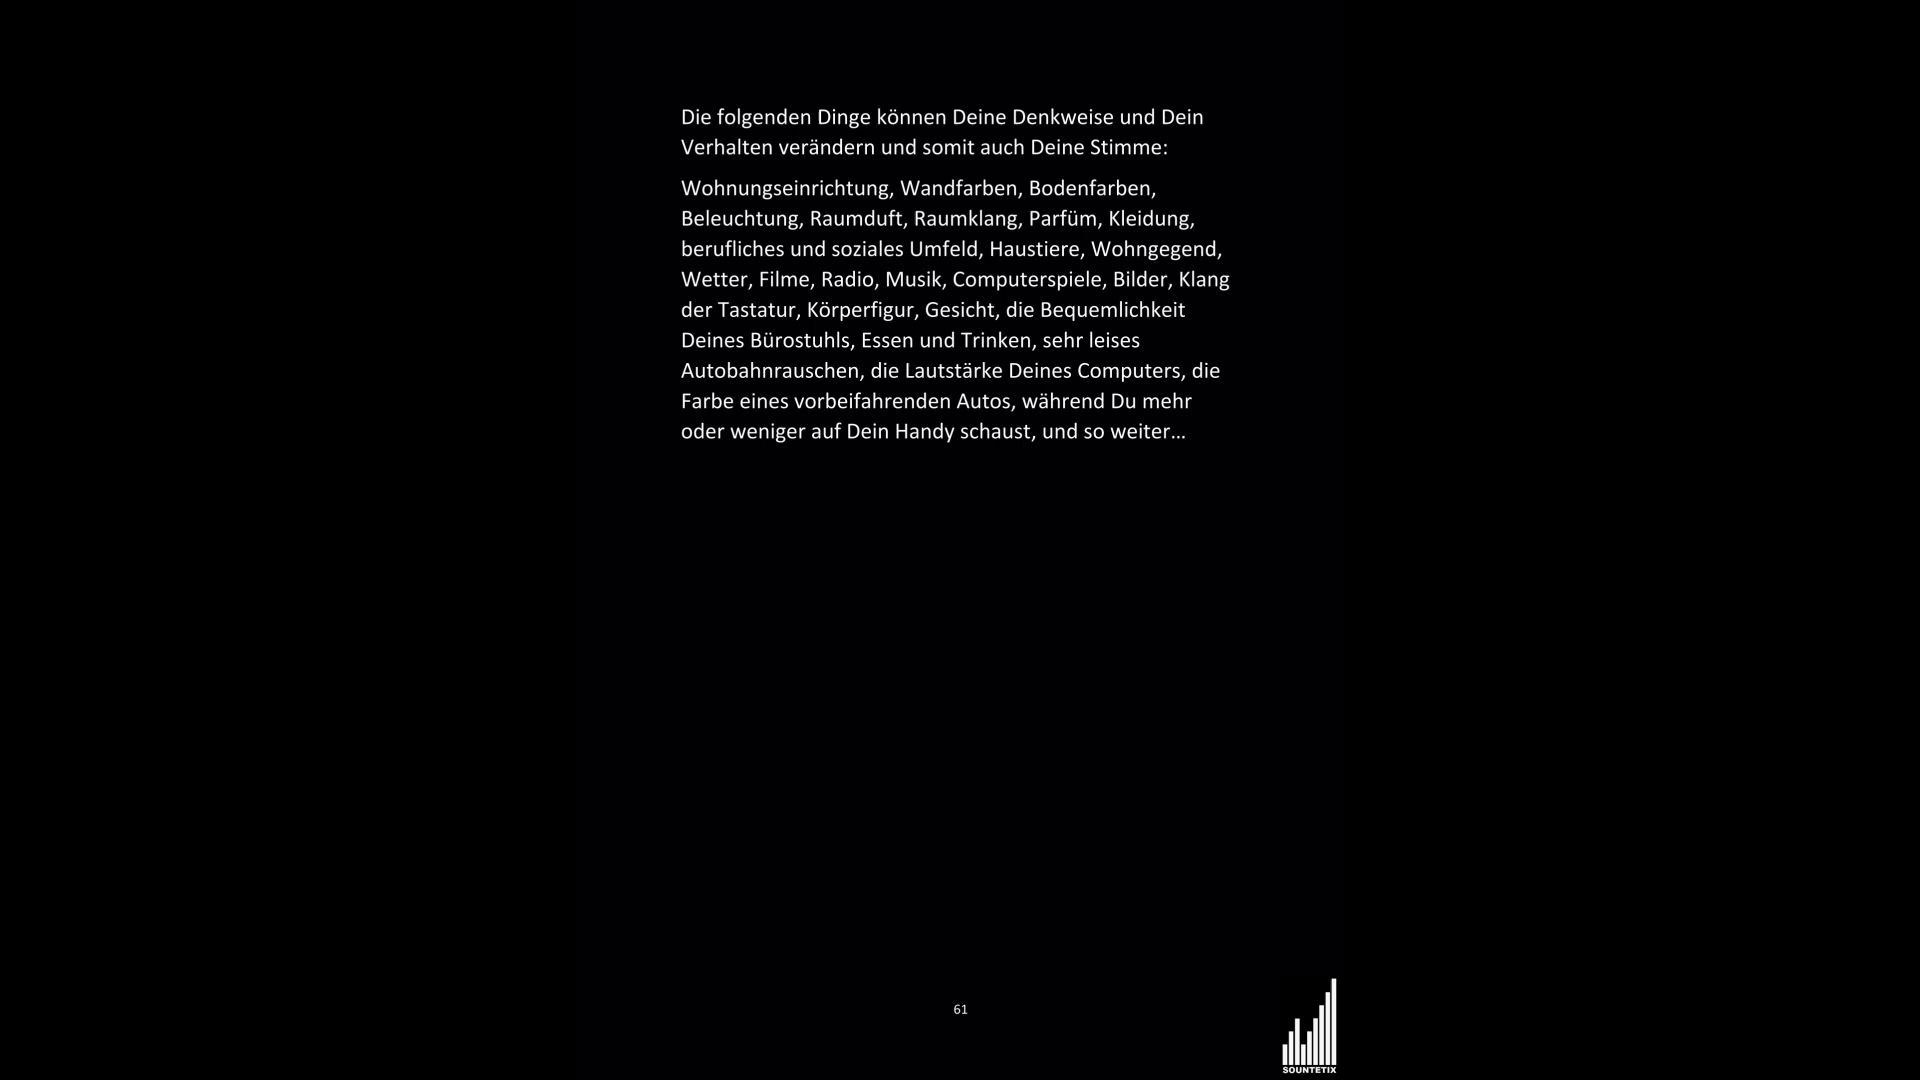 Die folgenden Dinge können Deine Denkweise und Dein
Verhalten verändern und somit auch Deine Stimme:
Wohnungseinrichtung, Wandfarben, Bodenfarben,
Beleuchtung, Raumduft, Raumklang, Parfüm, Kleidung,
berufliches und soziales Umfeld, Haustiere, Wohngegend,
Wetter, Filme, Radio, Musik, Computerspiele, Bilder, Klang
der Tastatur, Körperfigur, Gesicht, die Bequemlichkeit
Deines Bürostuhls, Essen und Trinken, sehr leises
Autobahnrauschen, die Lautstärke Deines Computers, die
Farbe eines vorbeifahrenden Autos, während Du mehr
oder weniger auf Dein Handy schaust, und so weiter…
61
SOUNTETIX